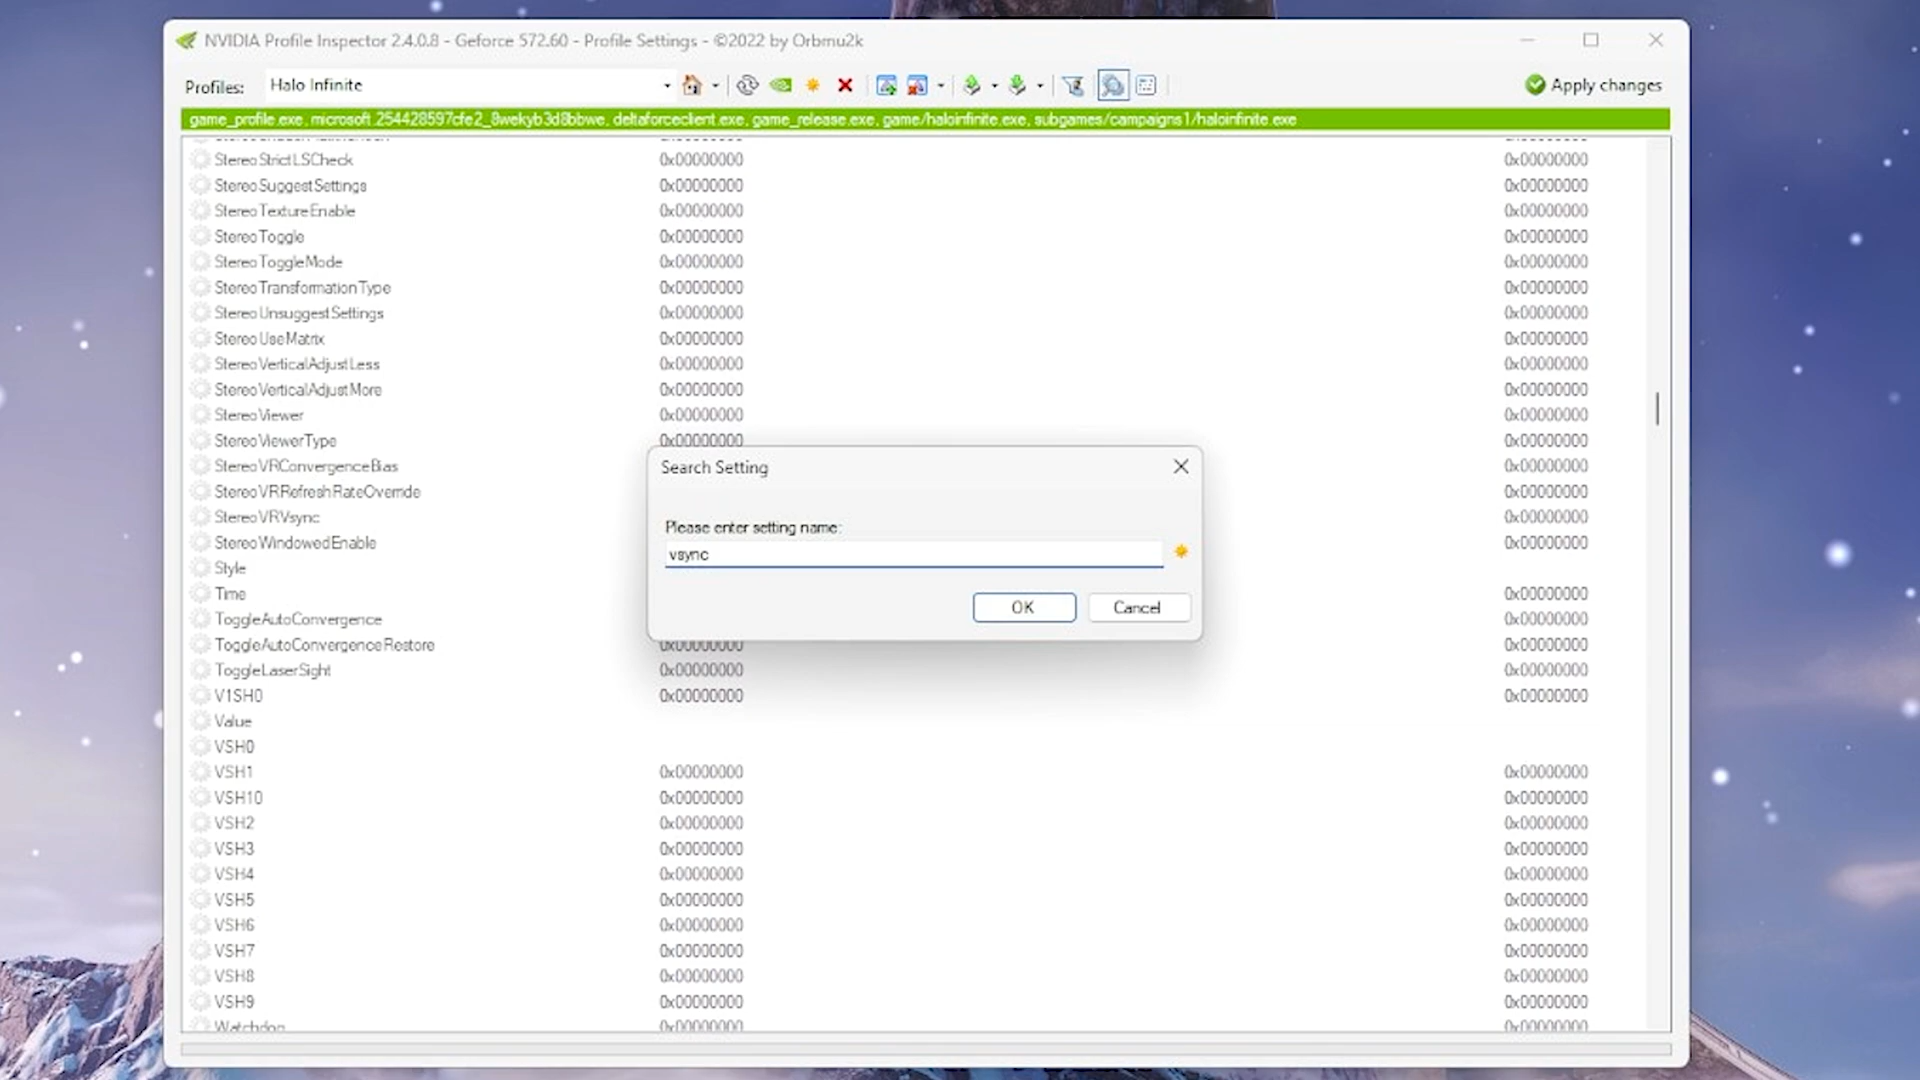 NVIDIA Profile Inspector 2.4.0.8 - Geforce 572.60 - Profile Settings - ©2022 by Orbmu2k
Profiles: Halo Infinite Apply changes
game_profile.exe, microsoft.254428597cfe2_8wekyb3d8bbwe, deltaforceclient.exe, game_release.exe, game/haloinfinite.exe, subgames/campaigns1/haloinfinite.exe
StereoStrictLSCheck 0x00000000 0x00000000
StereoSuggestSettings 0x00000000 0x00000000
StereoTextureEnable 0x00000000 0x00000000
StereoToggle 0x00000000 0x00000000
StereoToggleMode 0x00000000 0x00000000
StereoTransformationType 0x00000000 0x00000000
StereoUnsuggestSettings 0x00000000 0x00000000
StereoUseMatrix 0x00000000 0x00000000
StereoVerticalAdjustLess 0x00000000 0x00000000
StereoVerticalAdjustMore 0x00000000 0x00000000
StereoViewer 0x00000000 0x00000000
StereoViewerType 0x00000000 0x00000000
StereoVRConvergenceBias 0x00000000
StereoVRRefreshRateOverride 0x00000000
StereoVRVsync 0x00000000
StereoWindowedEnable 0x00000000
Style
Time 0x00000000
ToggleAutoConvergence 0x00000000
ToggleAutoConvergenceRestore 0x00000000 0x00000000
ToggleLaserSight 0x00000000 0x00000000
V1SH0 0x00000000 0x00000000
Value
VSH0
VSH1 0x00000000 0x00000000
VSH10 0x00000000 0x00000000
VSH2 0x00000000 0x00000000
VSH3 0x00000000 0x00000000
VSH4 0x00000000 0x00000000
VSH5 0x00000000 0x00000000
VSH6 0x00000000 0x00000000
VSH7 0x00000000 0x00000000
VSH8 0x00000000 0x00000000
VSH9 0x00000000 0x00000000
Watchdog 0x00000000 0x00000000
Search Setting
Please enter setting name:
vsync
OK Cancel